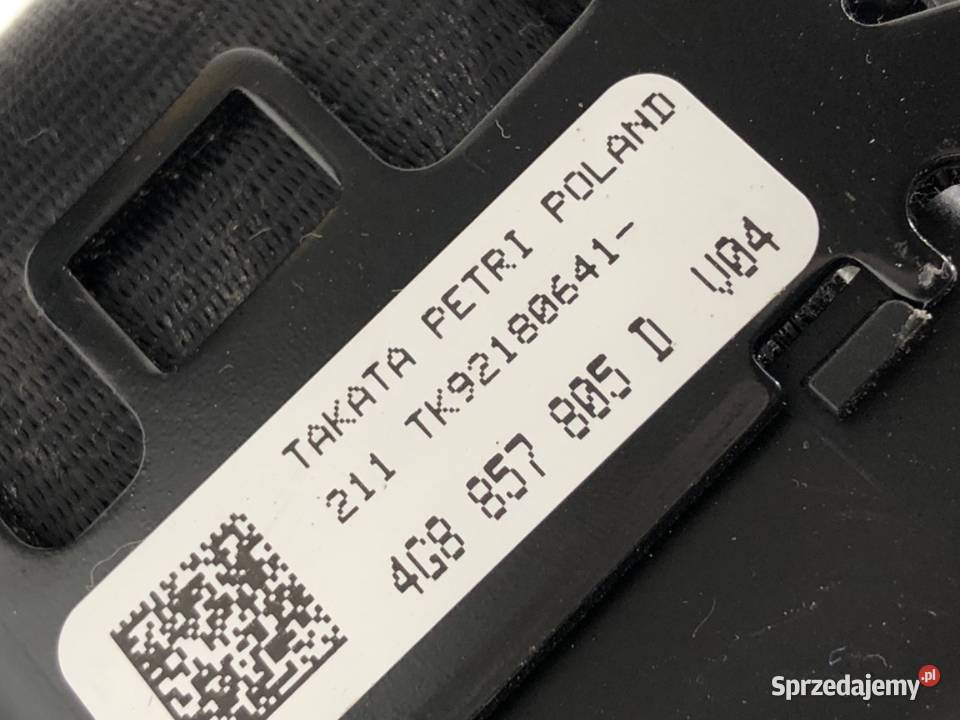 TAKATA PETRI POLAND
211 TK92180641-
4G8 857 805 D V04
Sprzedajemy.pl